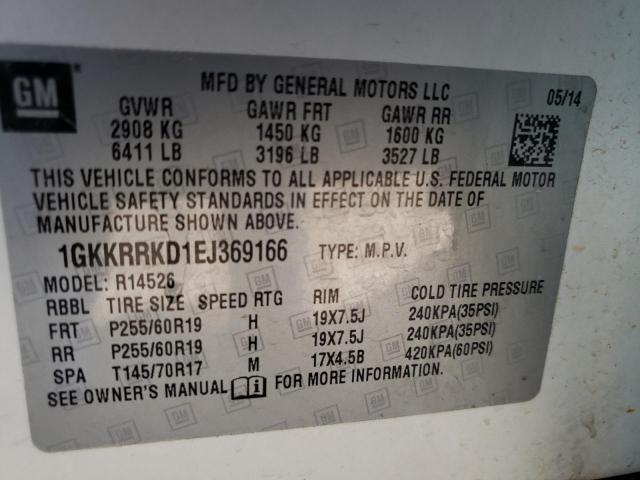 GM
MFD BY GENERAL MOTORS LLC 05/14
GVWR GAWR FRT GAWR RR
2908 KG 1450 KG 1600 KG
6411 LB 3196 LB 3527 LB
THIS VEHICLE CONFORMS TO ALL APPLICABLE U.S. FEDERAL MOTOR
VEHICLE SAFETY STANDARDS IN EFFECT ON THE DATE OF
MANUFACTURE SHOWN ABOVE.
1GKKRRKD1EJ369166 TYPE: M.P.V.
MODEL: R14526
RBBL TIRE SIZE SPEED RTG RIM COLD TIRE PRESSURE
FRT P255/60R19 H 19X7.5J 240KPA(35PSI)
RR P255/60R19 H 19X7.5J 240KPA(35PSI)
SPA T145/70R17 M 17X4.5B 420KPA(60PSI)
SEE OWNER'S MANUAL FOR MORE INFORMATION.